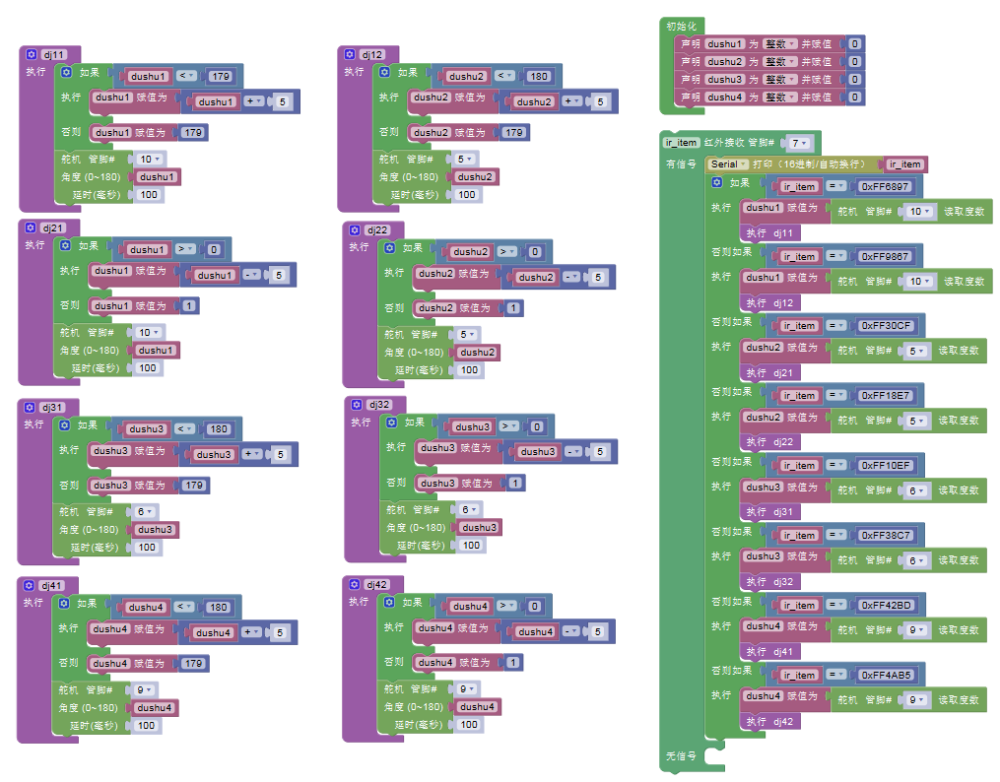 dj11
执行 如果 dushu1 < 179
执行 dushu1 赋值为 dushu1 + 5
否则 dushu1 赋值为 179
舵机 管脚# 10
角度 (0~180) dushu1
延时(毫秒) 100
dj12
执行 如果 dushu2 < 180
执行 dushu2 赋值为 dushu2 + 5
否则 dushu2 赋值为 179
舵机 管脚# 5
角度 (0~180) dushu2
延时(毫秒) 100
dj21
执行 如果 dushu1 > 0
执行 dushu1 赋值为 dushu1 - 5
否则 dushu1 赋值为 1
舵机 管脚# 10
角度 (0~180) dushu1
延时(毫秒) 100
dj22
执行 如果 dushu2 > 0
执行 dushu2 赋值为 dushu2 - 5
否则 dushu2 赋值为 1
舵机 管脚# 5
角度 (0~180) dushu2
延时(毫秒) 100
dj31
执行 如果 dushu3 < 180
执行 dushu3 赋值为 dushu3 + 5
否则 dushu3 赋值为 179
舵机 管脚# 6
角度 (0~180) dushu3
延时(毫秒) 100
dj32
执行 如果 dushu3 > 0
执行 dushu3 赋值为 dushu3 - 5
否则 dushu3 赋值为 1
舵机 管脚# 6
角度 (0~180) dushu3
延时(毫秒) 100
dj41
执行 如果 dushu4 < 180
执行 dushu4 赋值为 dushu4 + 5
否则 dushu4 赋值为 179
舵机 管脚# 9
角度 (0~180) dushu4
延时(毫秒) 100
dj42
执行 如果 dushu4 > 0
执行 dushu4 赋值为 dushu4 - 5
否则 dushu4 赋值为 1
舵机 管脚# 9
角度 (0~180) dushu4
延时(毫秒) 100
初始化
声明 dushu1 为 整数 并赋值 0
声明 dushu2 为 整数 并赋值 0
声明 dushu3 为 整数 并赋值 0
声明 dushu4 为 整数 并赋值 0
ir_item 红外接收 管脚# 7
有信号 Serial 打印（16进制/自动换行） ir_item
如果 ir_item = 0xFF6897
执行 dushu1 赋值为 舵机 管脚# 10 读取度数
执行 dj11
否则如果 ir_item = 0xFF9867
执行 dushu1 赋值为 舵机 管脚# 10 读取度数
执行 dj12
否则如果 ir_item = 0xFF30CF
执行 dushu2 赋值为 舵机 管脚# 5 读取度数
执行 dj21
否则如果 ir_item = 0xFF18E7
执行 dushu2 赋值为 舵机 管脚# 5 读取度数
执行 dj22
否则如果 ir_item = 0xFF10EF
执行 dushu3 赋值为 舵机 管脚# 6 读取度数
执行 dj31
否则如果 ir_item = 0xFF38C7
执行 dushu3 赋值为 舵机 管脚# 6 读取度数
执行 dj32
否则如果 ir_item = 0xFF42BD
执行 dushu4 赋值为 舵机 管脚# 9 读取度数
执行 dj41
否则如果 ir_item = 0xFF4AB5
执行 dushu4 赋值为 舵机 管脚# 9 读取度数
执行 dj42
无信号